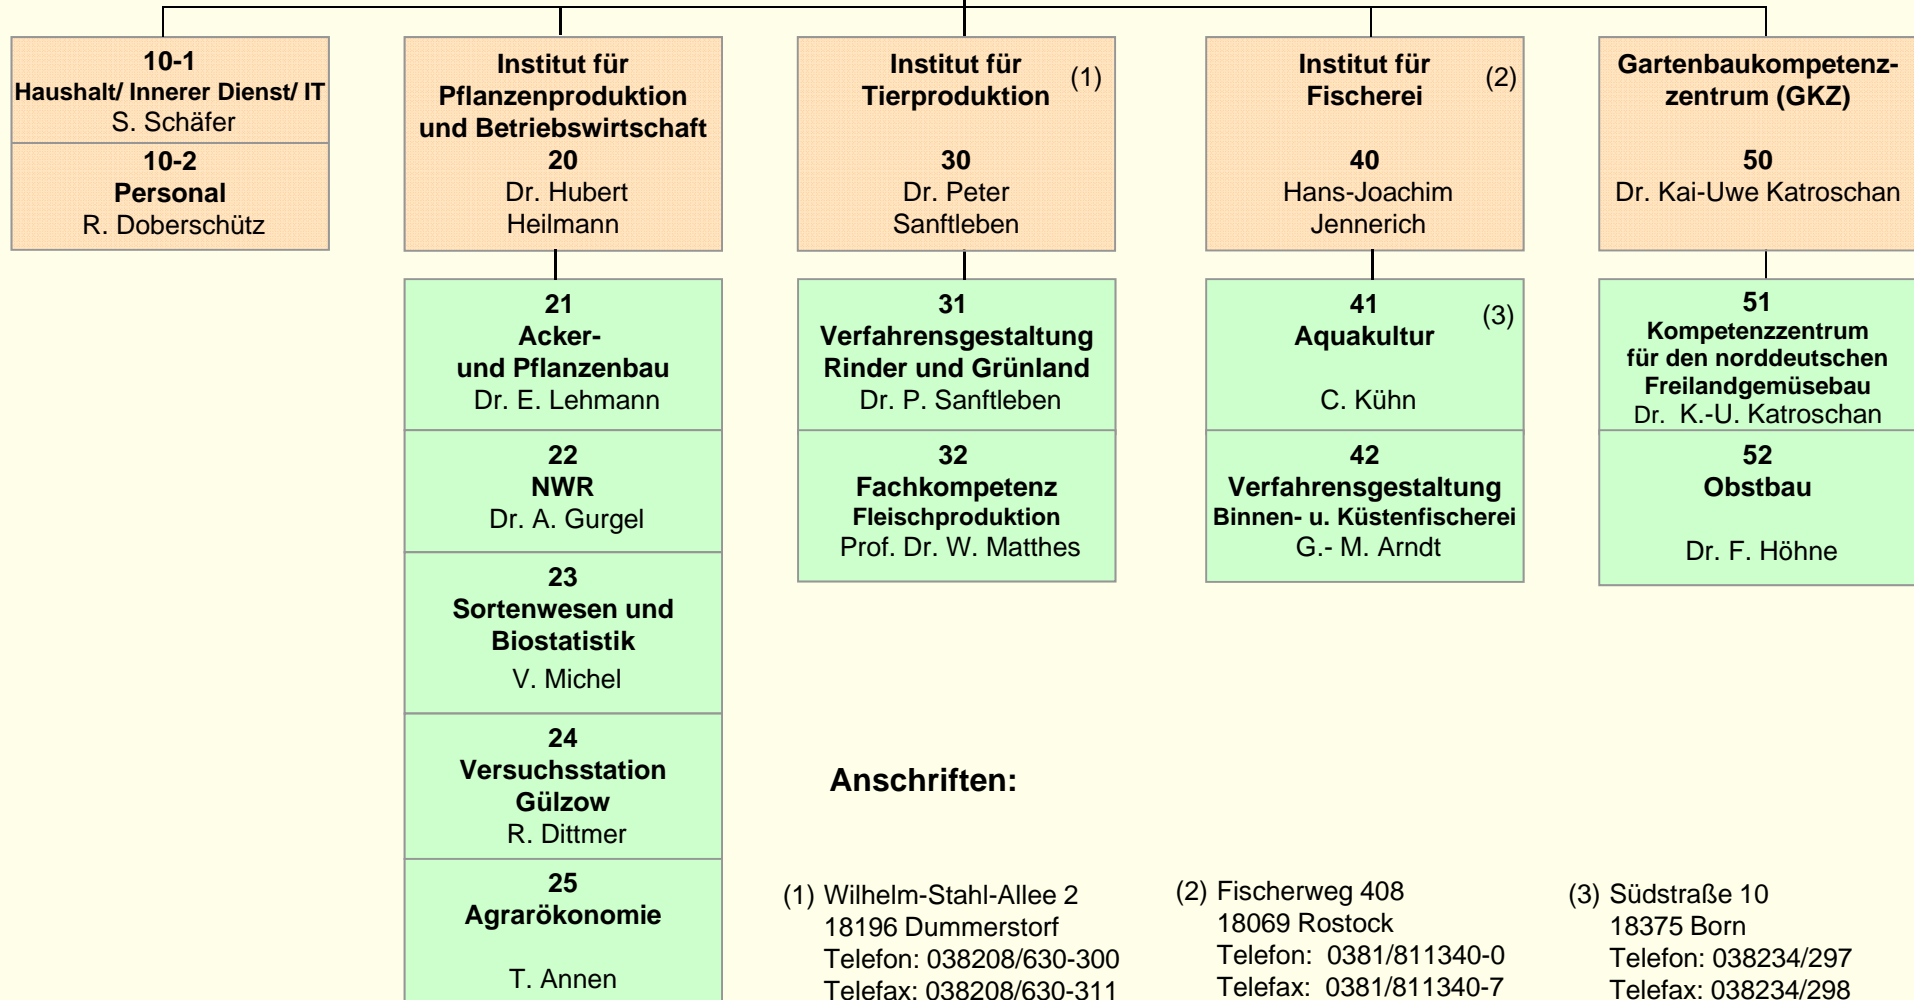 10-1
Haushalt/ Innerer Dienst/ IT
S. Schäfer
10-2
Personal
R. Doberschütz
Institut für
Pflanzenproduktion
und Betriebswirtschaft
20
Dr. Hubert
Heilmann
21
Acker-
und Pflanzenbau
Dr. E. Lehmann
22
NWR
Dr. A. Gurgel
23
Sortenwesen und
Biostatistik
V. Michel
24
Versuchsstation
Gülzow
R. Dittmer
25
Agrarökonomie
T. Annen
Institut für
Tierproduktion
(1)
30
Dr. Peter
Sanftleben
31
Verfahrensgestaltung
Rinder und Grünland
Dr. P. Sanftleben
32
Fachkompetenz
Fleischproduktion
Prof. Dr. W. Matthes
Institut für
Fischerei
(2)
40
Hans-Joachim
Jennerich
41
(3)
Aquakultur
C. Kühn
42
Verfahrensgestaltung
Binnen- u. Küstenfischerei
G.- M. Arndt
Gartenbaukompetenz-
zentrum (GKZ)
50
Dr. Kai-Uwe Katroschan
51
Kompetenzzentrum
für den norddeutschen
Freilandgemüsebau
Dr. K.-U. Katroschan
52
Obstbau
Dr. F. Höhne
Anschriften:
(1) Wilhelm-Stahl-Allee 2
18196 Dummerstorf
Telefon: 038208/630-300
Telefax: 038208/630-311
(2) Fischerweg 408
18069 Rostock
Telefon: 0381/811340-0
Telefax: 0381/811340-7
(3) Südstraße 10
18375 Born
Telefon: 038234/297
Telefax: 038234/298